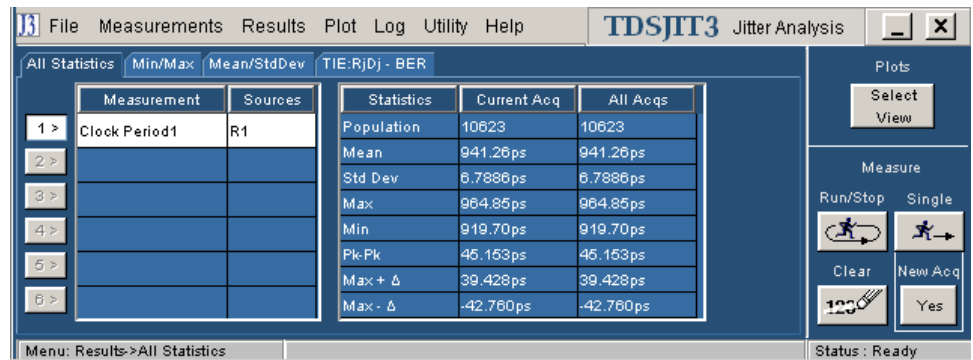 J3 File Measurements Results Plot Log Utility Help TDSJIT3 Jitter Analysis
All Statistics Min/Max Mean/StdDev TIE:RjDj - BER
Measurement Sources
1 > Clock Period1 R1
2 >
3 >
4 >
5 >
6 >
Statistics Current Acq All Acqs
Population 10623 10623
Mean 941.26ps 941.26ps
Std Dev 6.7886ps 6.7886ps
Max 964.85ps 964.85ps
Min 919.70ps 919.70ps
Pk-Pk 45.153ps 45.153ps
Max + Δ 39.428ps 39.428ps
Max - Δ -42.760ps -42.760ps
Plots
Select
View
Measure
Run/Stop Single
Clear New Acq
123 Yes
Menu: Results->All Statistics Status : Ready